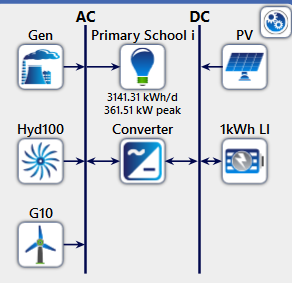 AC DC
Gen Primary School i PV
3141.31 kWh/d
361.51 kW peak
Hyd100 Converter 1kWh LI
G10